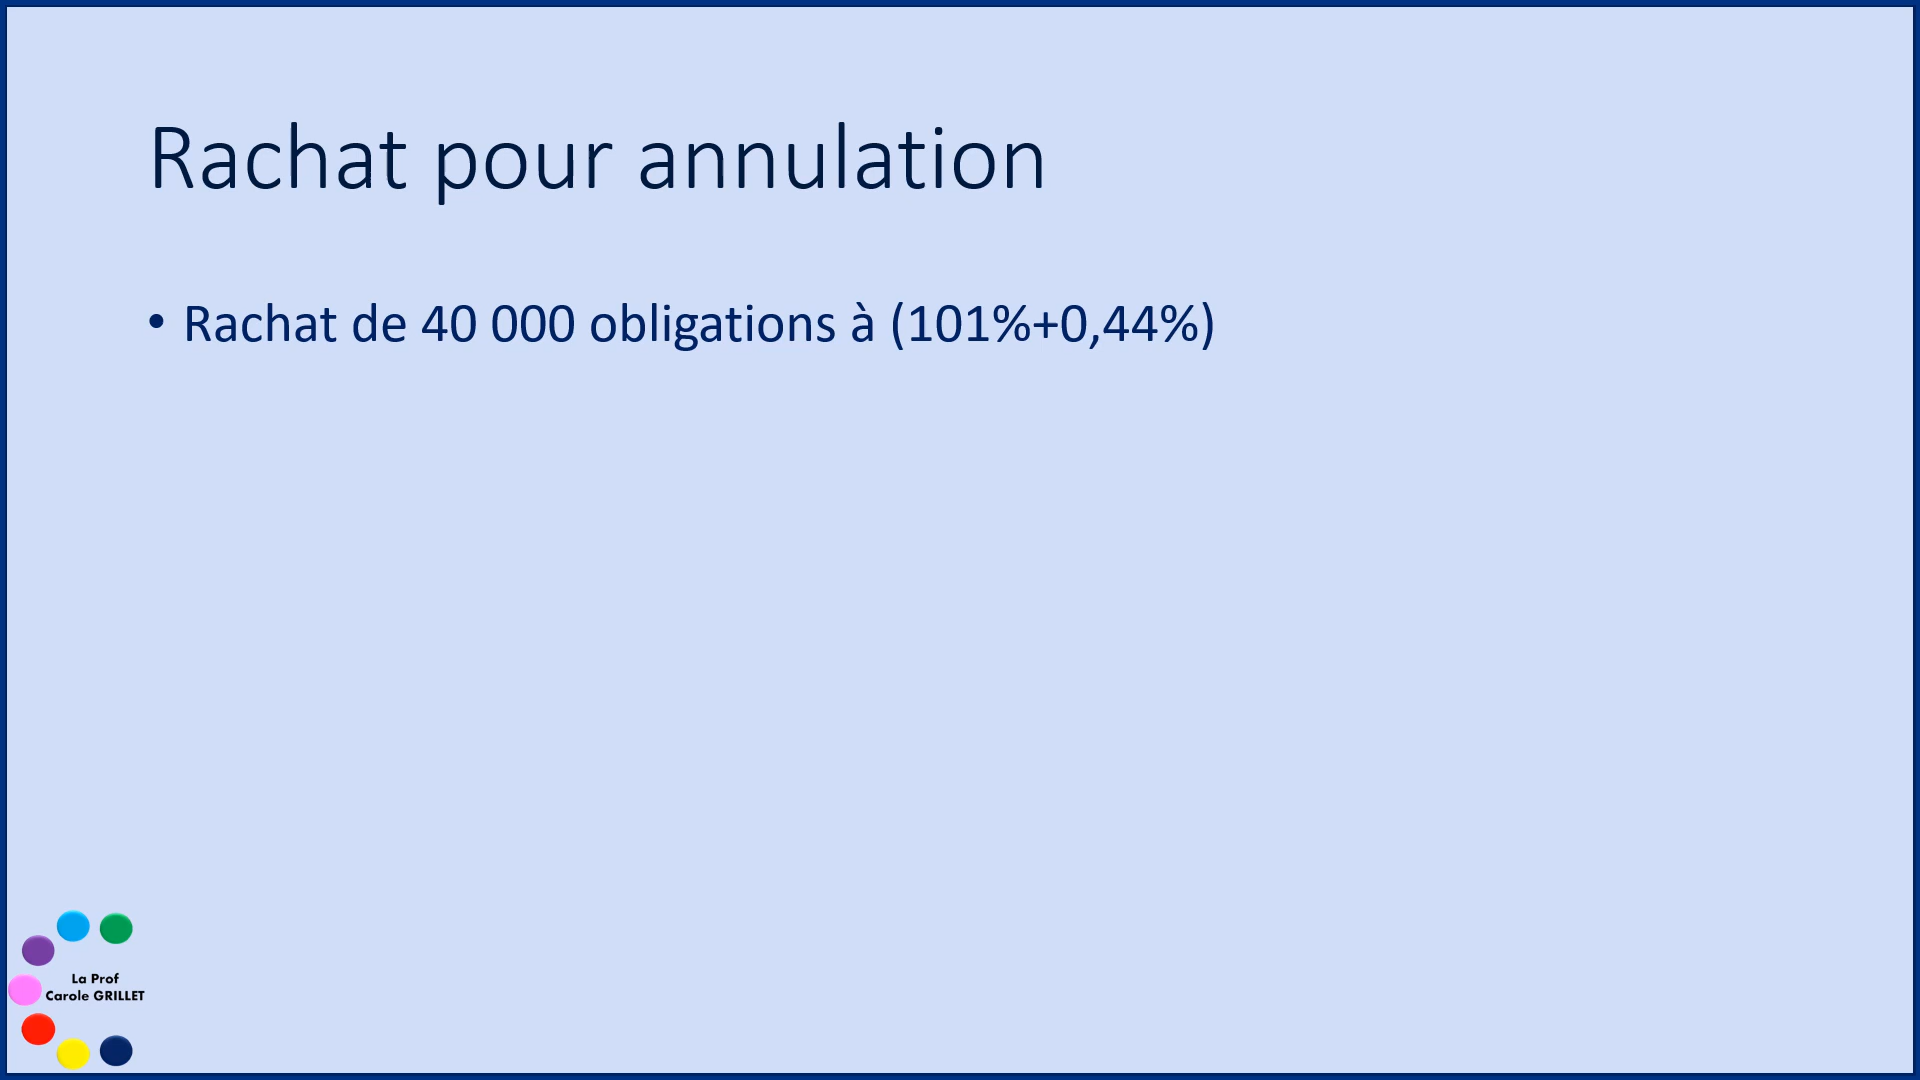 Rachat pour annulation
• Rachat de 40 000 obligations à (101%+0,44%)
La Prof
Carole GRILLET